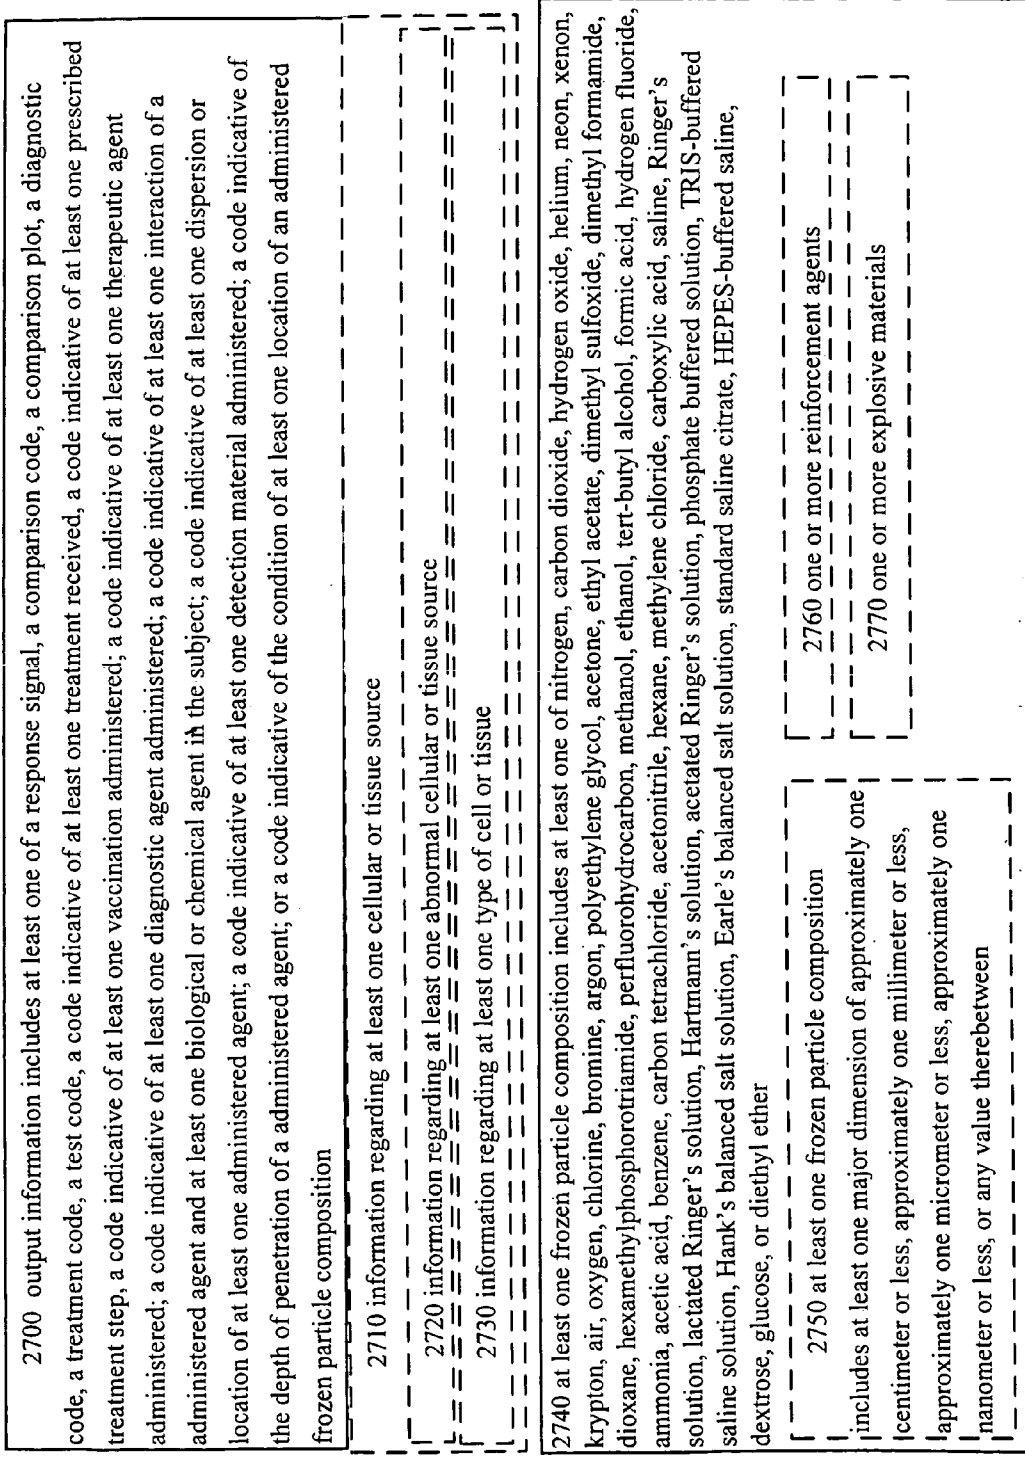 2700 output information includes at least one of a response signal, a comparison code, a comparison plot, a diagnostic
code, a treatment code, a test code, a code indicative of at least one treatment received, a code indicative of at least one prescribed
treatment step, a code indicative of at least one vaccination administered; a code indicative of at least one therapeutic agent
administered; a code indicative of at least one diagnostic agent administered; a code indicative of at least one interaction of a
administered agent and at least one biological or chemical agent in the subject; a code indicative of at least one dispersion or
location of at least one administered agent; a code indicative of at least one detection material administered; a code indicative of
the depth of penetration of a administered agent; or a code indicative of the condition of at least one location of an administered
frozen particle composition
2710 information regarding at least one cellular or tissue source
2720 information regarding at least one abnormal cellular or tissue source
2730 information regarding at least one type of cell or tissue
2740 at least one frozen particle composition includes at least one of nitrogen, carbon dioxide, hydrogen oxide, helium, neon, xenon,
krypton, air, oxygen, chlorine, bromine, argon, polyethylene glycol, acetone, ethyl acetate, dimethyl sulfoxide, dimethyl formamide,
dioxane, hexamethylphosphorotriamide, perfluorohydrocarbon, methanol, ethanol, tert-butyl alcohol, formic acid, hydrogen fluoride,
ammonia, acetic acid, benzene, carbon tetrachloride, acetonitrile, hexane, methylene chloride, carboxylic acid, saline, Ringer's
solution, lactated Ringer's solution, Hartmann's solution, acetated Ringer's solution, phosphate buffered solution, TRIS-buffered
saline solution, Hank's balanced salt solution, Earle's balanced salt solution, standard saline citrate, HEPES-buffered saline,
dextrose, glucose, or diethyl ether
2750 at least one frozen particle composition
includes at least one major dimension of approximately one
centimeter or less, approximately one millimeter or less,
approximately one micrometer or less, approximately one
nanometer or less, or any value therebetween
2760 one or more reinforcement agents
2770 one or more explosive materials